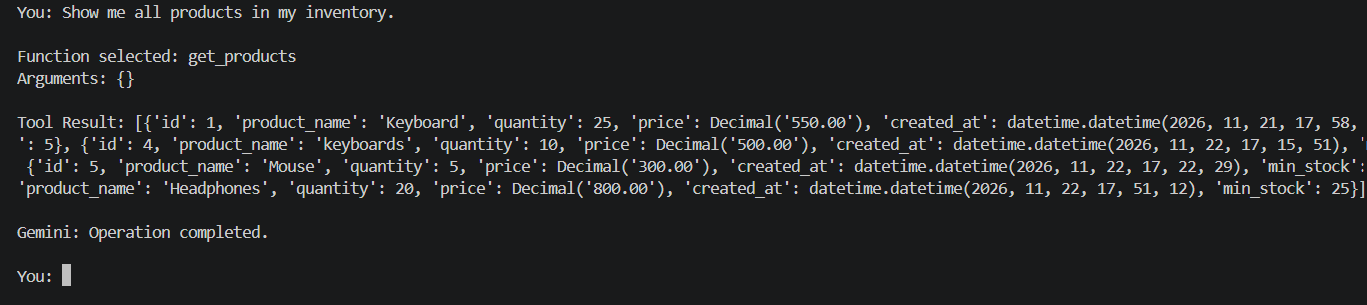 You: Show me all products in my inventory.
Function selected: get_products
Arguments: {}
Tool Result: [{'id': 1, 'product_name': 'Keyboard', 'quantity': 25, 'price': Decimal('550.00'), 'created_at': datetime.datetime(2026, 11, 21, 17, 58,
': 5}, {'id': 4, 'product_name': 'keyboards', 'quantity': 10, 'price': Decimal('500.00'), 'created_at': datetime.datetime(2026, 11, 22, 17, 15, 51), '
{'id': 5, 'product_name': 'Mouse', 'quantity': 5, 'price': Decimal('300.00'), 'created_at': datetime.datetime(2026, 11, 22, 17, 22, 29), 'min_stock':
'product_name': 'Headphones', 'quantity': 20, 'price': Decimal('800.00'), 'created_at': datetime.datetime(2026, 11, 22, 17, 51, 12), 'min_stock': 25}]
Gemini: Operation completed.
You: